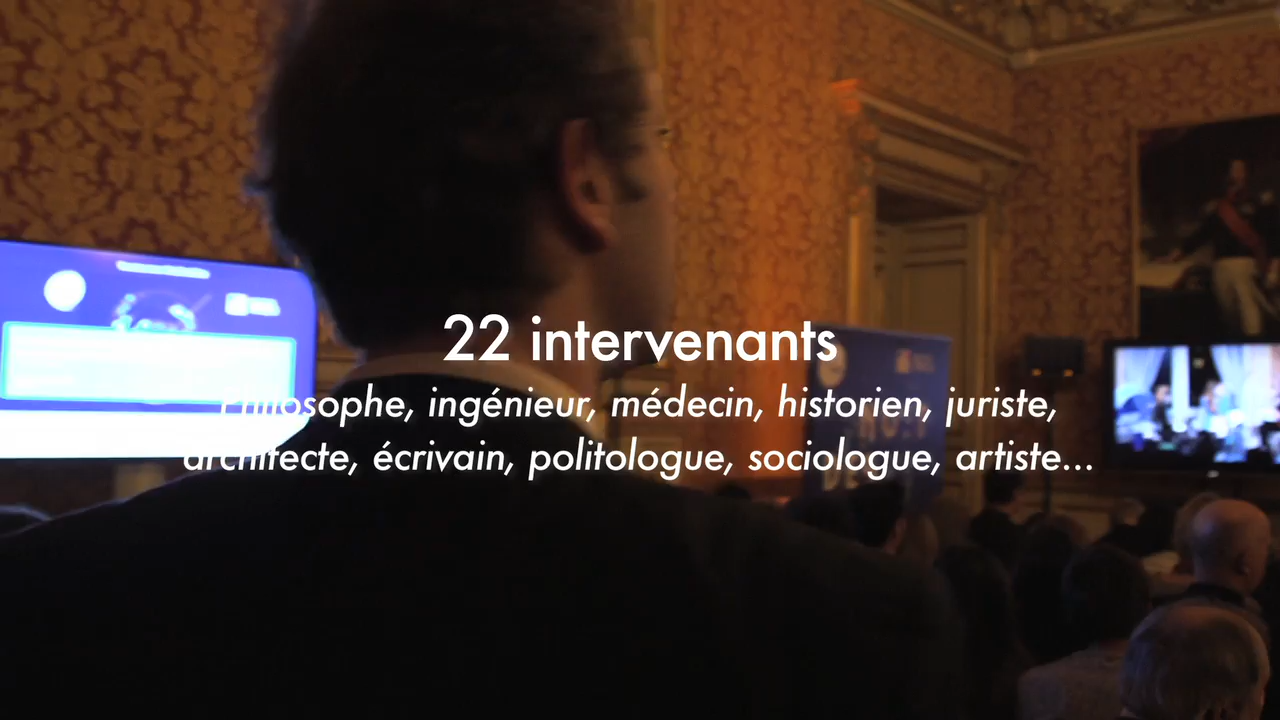 22 intervenants
Philosophe, ingénieur, médecin, historien, juriste,
architecte, écrivain, politologue, sociologue, artiste...